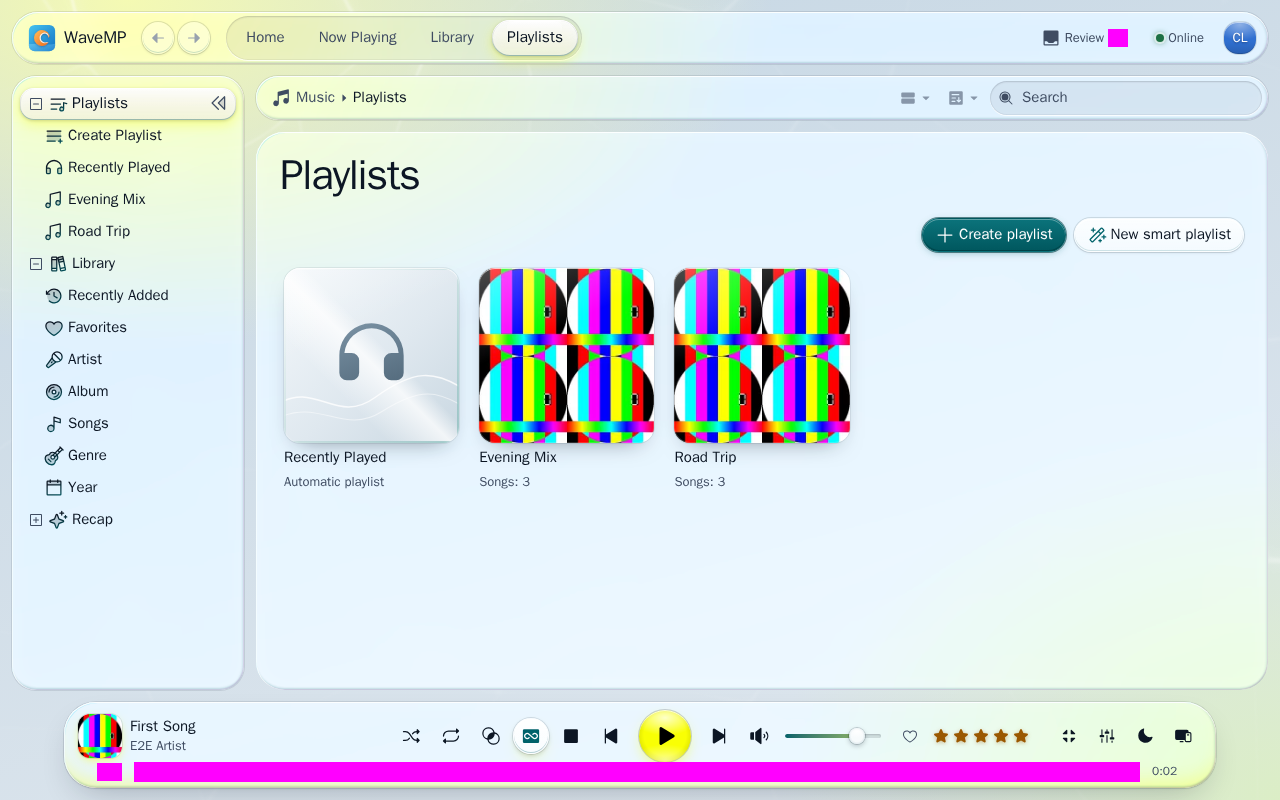 WaveMP
Home
Now Playing
Library
Playlists
Review
Online
CL
Playlists
Create Playlist
Recently Played
Evening Mix
Road Trip
Library
Recently Added
Favorites
Artist
Album
Songs
Genre
Year
Recap
Music
Playlists
Search
Playlists
Create playlist
New smart playlist
Recently Played
Automatic playlist
Evening Mix
Songs: 3
Road Trip
Songs: 3
First Song
E2E Artist
0:02